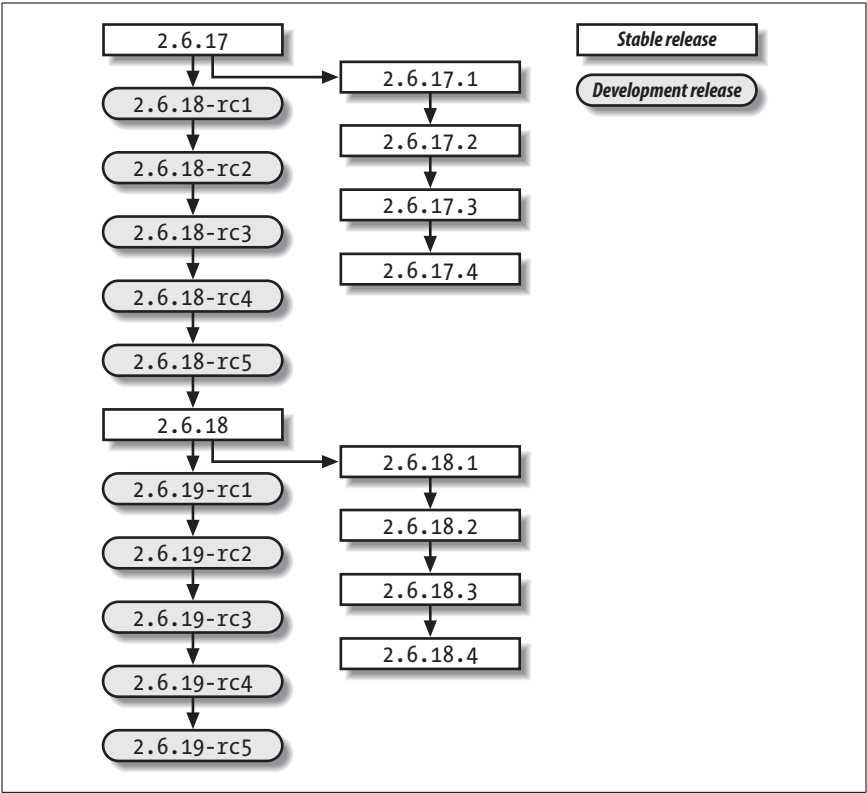 2.6.17
Stable release
2.6.17.1
Development release
2.6.18-rc1
2.6.17.2
2.6.18-rc2
2.6.17.3
2.6.18-rc3
2.6.17.4
2.6.18-rc4
2.6.18-rc5
2.6.18
2.6.18.1
2.6.19-rc1
2.6.18.2
2.6.19-rc2
2.6.18.3
2.6.19-rc3
2.6.18.4
2.6.19-rc4
2.6.19-rc5